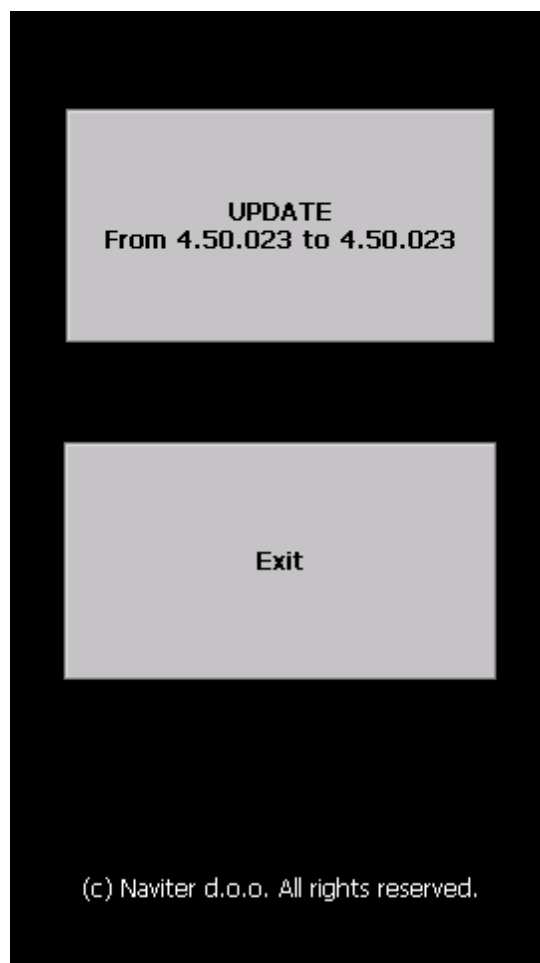 UPDATE
From 4.50.023 to 4.50.023
Exit
(c) Naviter d.o.o. All rights reserved.